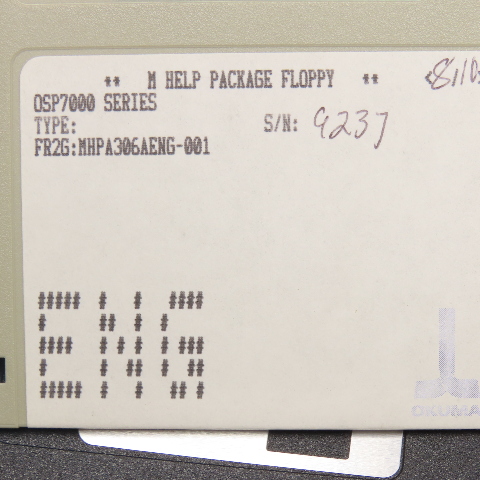 ** M HELP PACKAGE FLOPPY **
OSP7000 SERIES
TYPE:
S/N: 9237
FR2G:MHPA306AENG-001
ENG
OKUMA